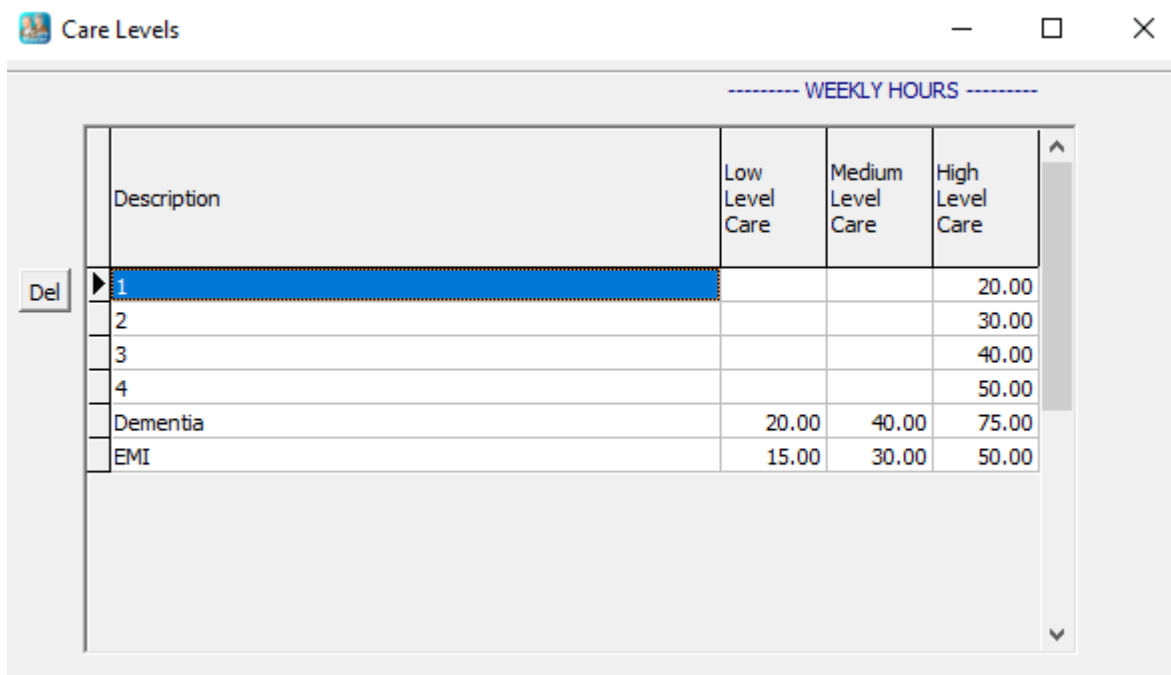 Care Levels
--------- WEEKLY HOURS ---------
Description Low Level Care Medium Level Care High Level Care
Del
1 20.00
2 30.00
3 40.00
4 50.00
Dementia 20.00 40.00 75.00
EMI 15.00 30.00 50.00